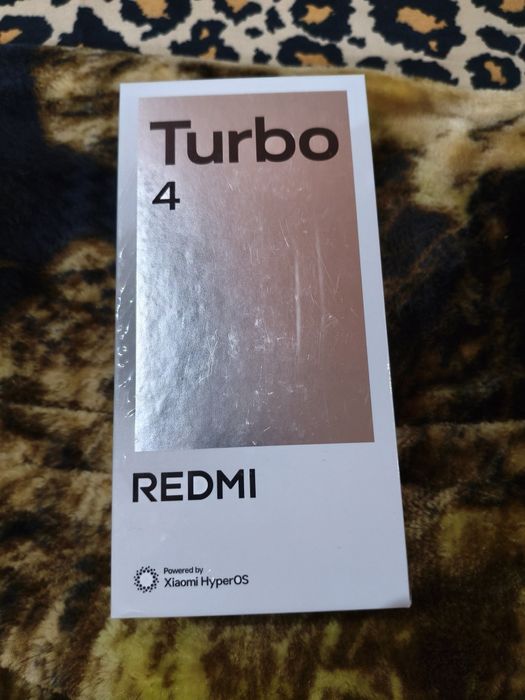 Turbo
4
REDMI
Powered by
Xiaomi HyperOS